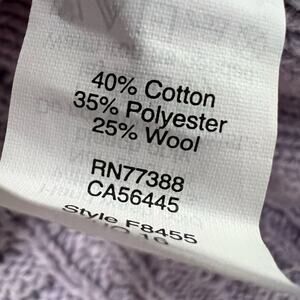 40% Cotton
35% Polyester
25% Wool
RN77388
CA56445
Style F8455